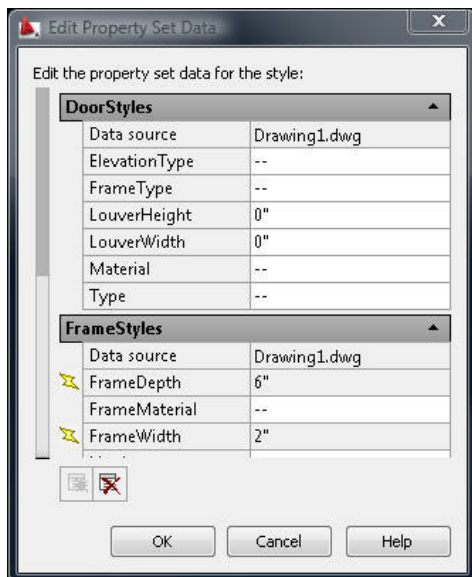 Edit Property Set Data
Edit the property set data for the style:
DoorStyles
Data source Drawing1.dwg
ElevationType --
FrameType --
LouverHeight 0"
LouverWidth 0"
Material --
Type --
FrameStyles
Data source Drawing1.dwg
FrameDepth 6"
FrameMaterial --
FrameWidth 2"
OK Cancel Help